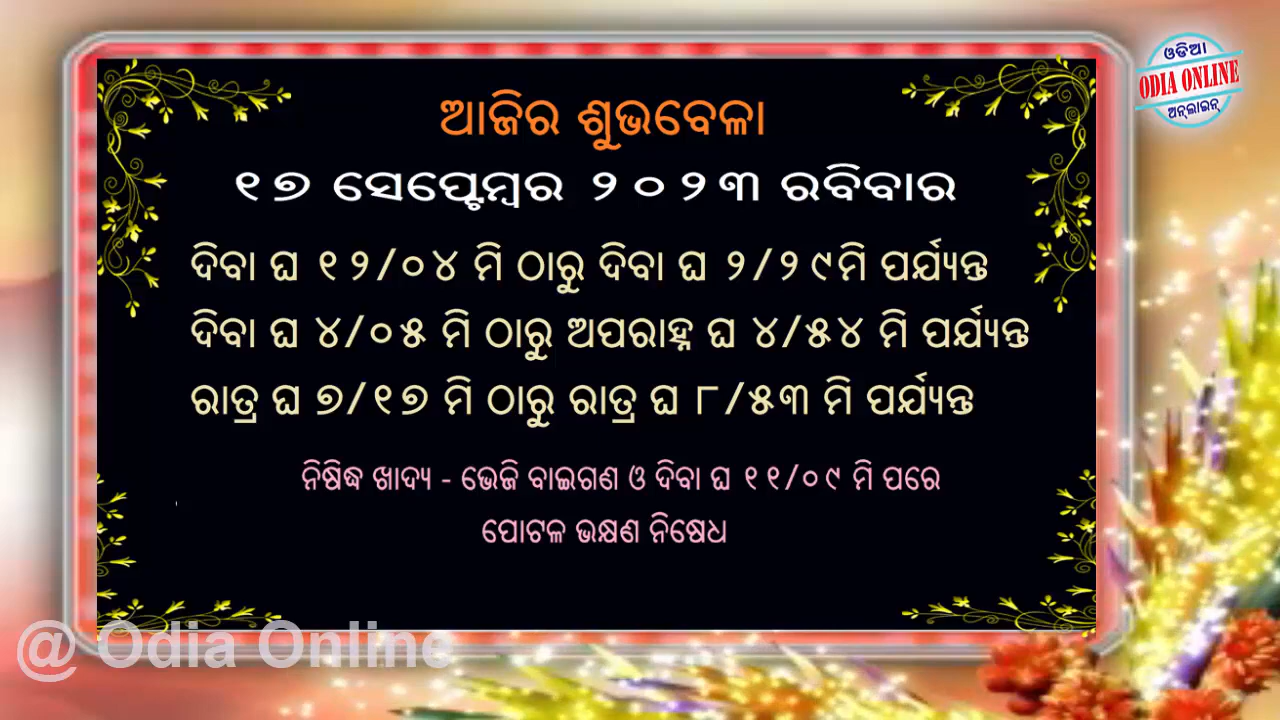 ଓଡିଆ
ODIA ONLINE
ଅନ୍‌ଲାଇନ୍
ଆଜିର ଶୁଭବେଳା
୧୭ ସେପ୍ଟେମ୍ବର ୨୦୨୩ ରବିବାର
ଦିବା ଘ ୧୨/୦୪ ମି ଠାରୁ ଦିବା ଘ ୨/୨୯ମି ପର୍ଯ୍ୟନ୍ତ
ଦିବା ଘ ୪/୦୫ ମି ଠାରୁ ଅପରାହ୍ନ ଘ ୪/୫୪ ମି ପର୍ଯ୍ୟନ୍ତ
ରାତ୍ର ଘ ୭/୧୭ ମି ଠାରୁ ରାତ୍ର ଘ ୮/୫୩ ମି ପର୍ଯ୍ୟନ୍ତ
ନିଷିଦ୍ଧ ଖାଦ୍ୟ - ଭେଜି ବାଇଗଣ ଓ ଦିବା ଘ ୧୧/୦୯ ମି ପରେ
ପୋଟଳ ଭକ୍ଷଣ ନିଷେଧ
@ Odia Online